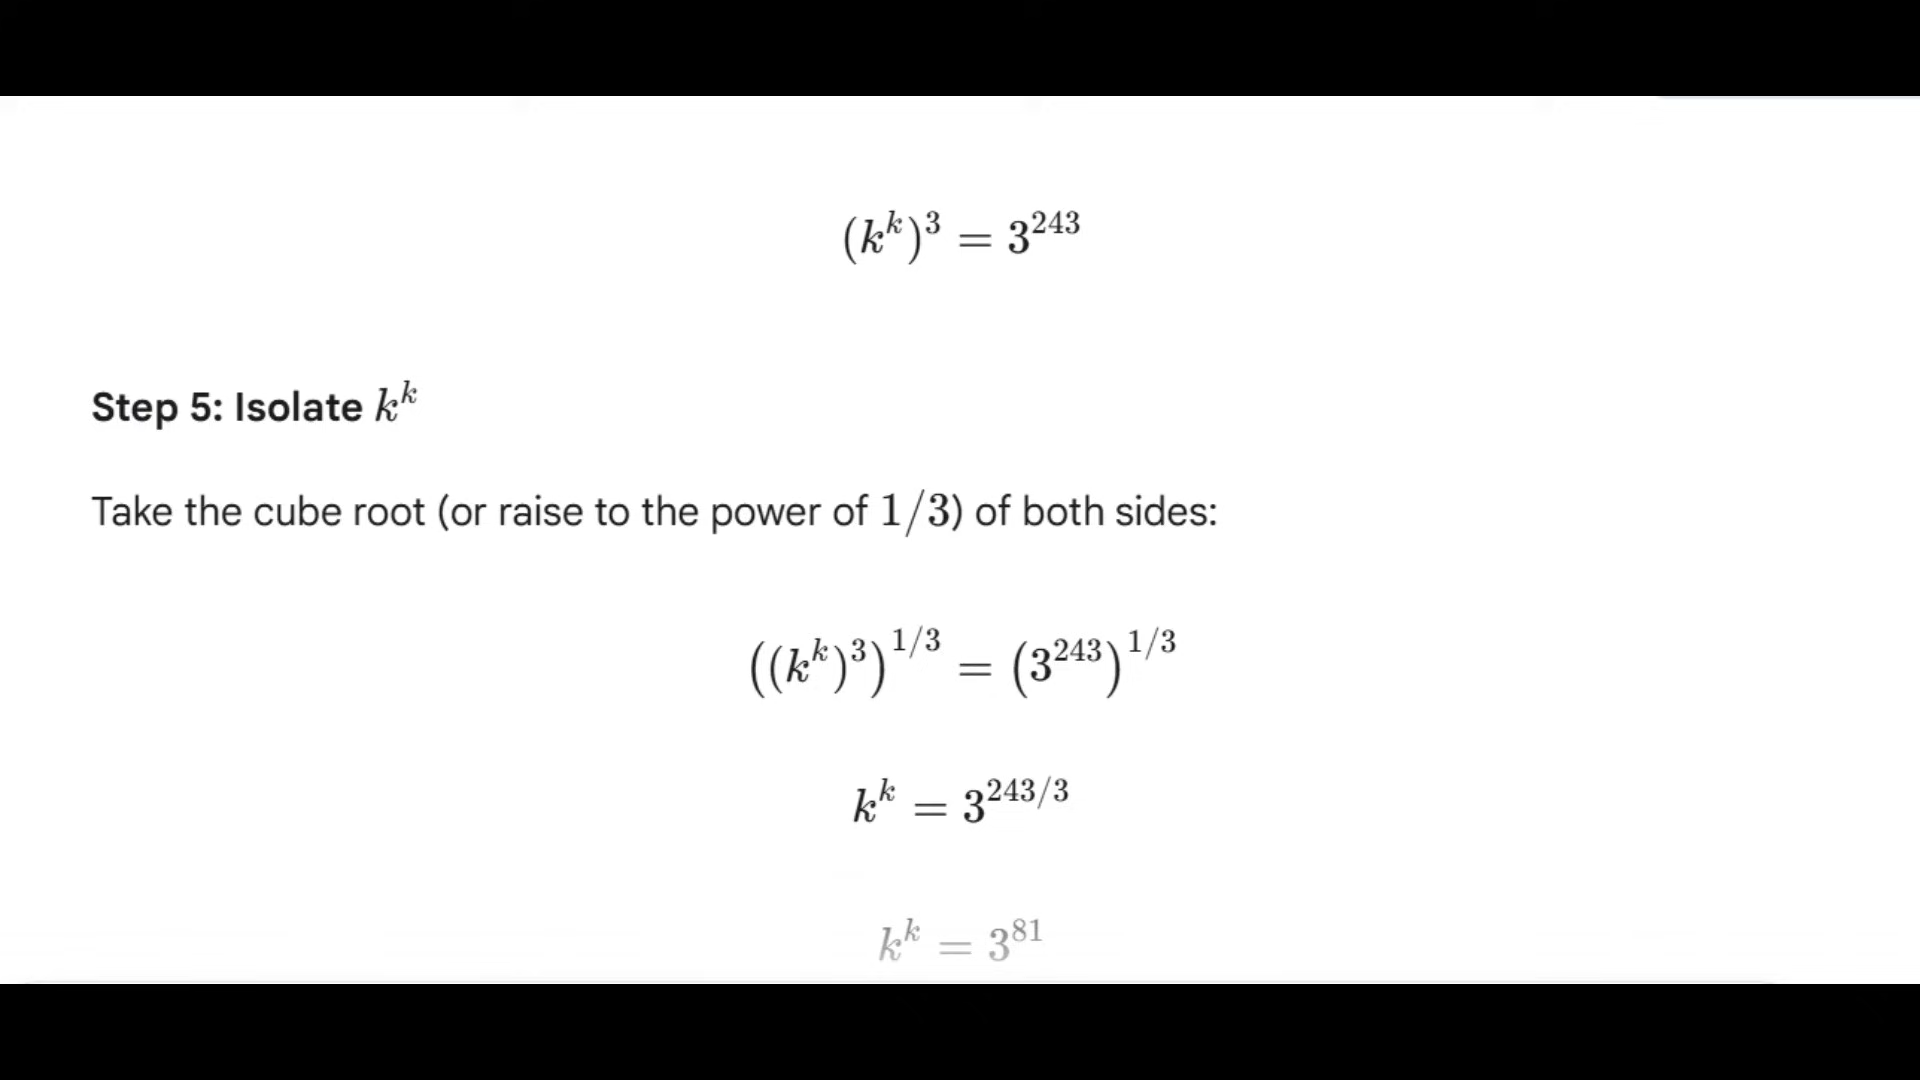 (k^k)^3 = 3^243
Step 5: Isolate k^k
Take the cube root (or raise to the power of 1/3) of both sides:
((k^k)^3)^1/3 = (3^243)^1/3
k^k = 3^243/3
k^k = 3^81